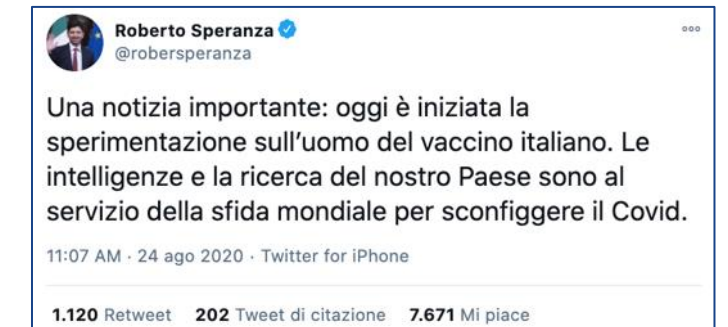 Roberto Speranza
@robersperanza
Una notizia importante: oggi è iniziata la
sperimentazione sull'uomo del vaccino italiano. Le
intelligenze e la ricerca del nostro Paese sono al
servizio della sfida mondiale per sconfiggere il Covid.
11:07 AM · 24 ago 2020 · Twitter for iPhone
1.120 Retweet 202 Tweet di citazione 7.671 Mi piace